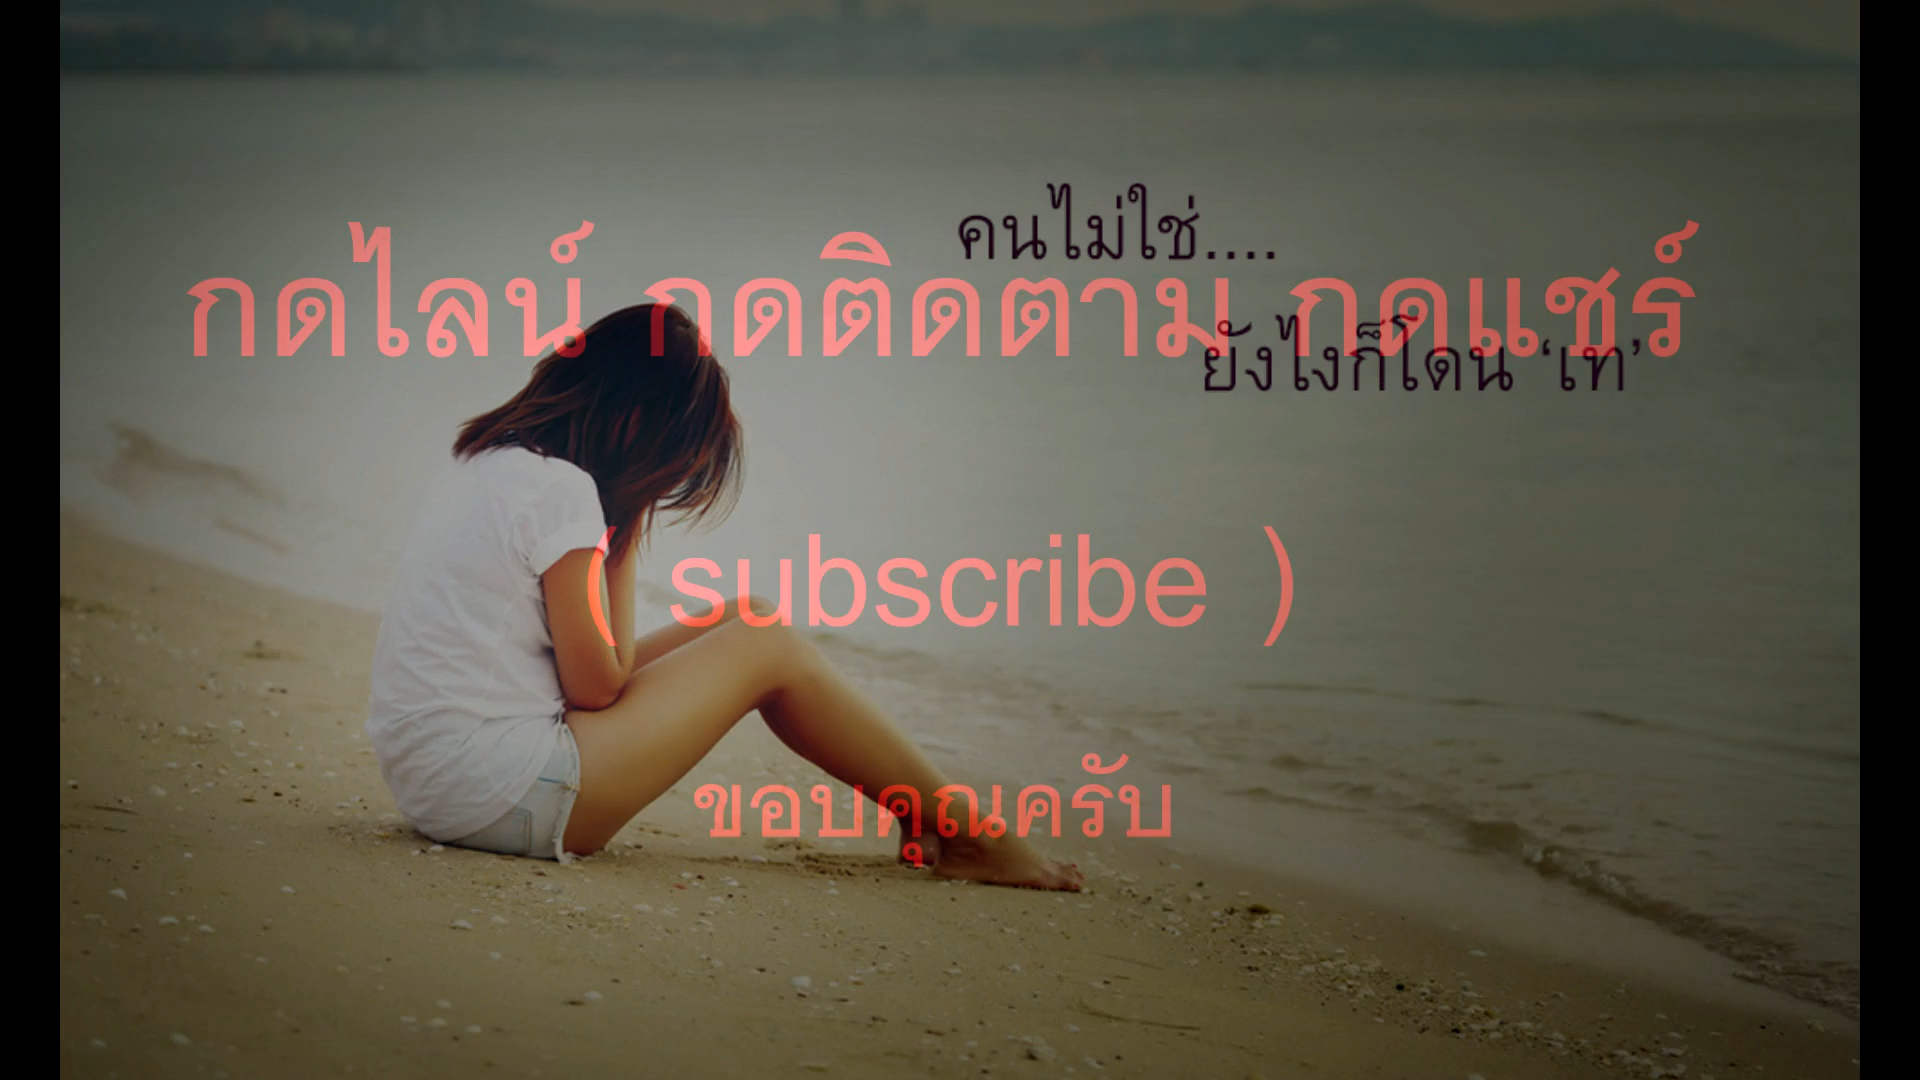 คนไม่ใช่....
กดไลน์ กดติดตาม กดแชร์
ยังไงก็โดน ‘เท’
( subscribe )
ขอบคุณครับ